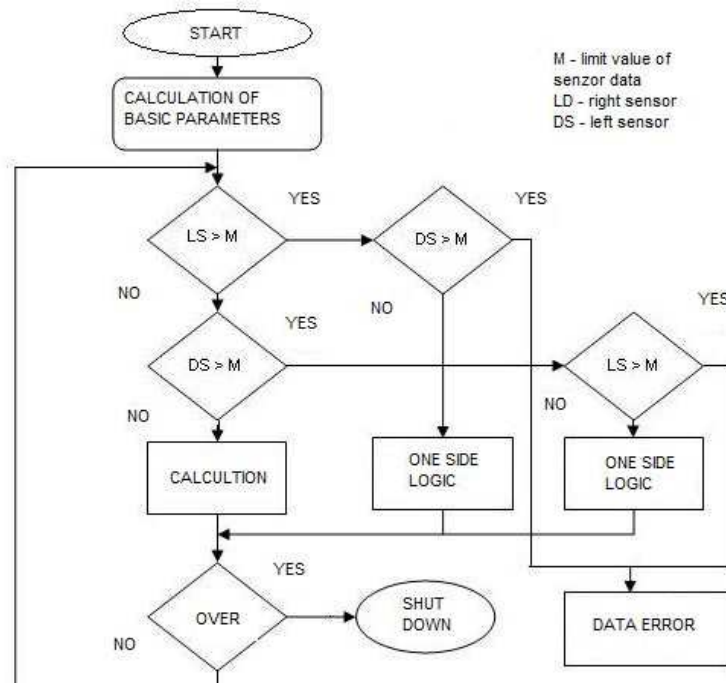 START
M - limit value of
senzor data
LD - right sensor
DS - left sensor
CALCULATION OF
BASIC PARAMETERS
YES
YES
LS > M
DS > M
NO
YES
NO
YES
DS > M
LS > M
NO
NO
CALCULTION
ONE SIDE
LOGIC
ONE SIDE
LOGIC
YES
OVER
SHUT
DOWN
DATA ERROR
NO